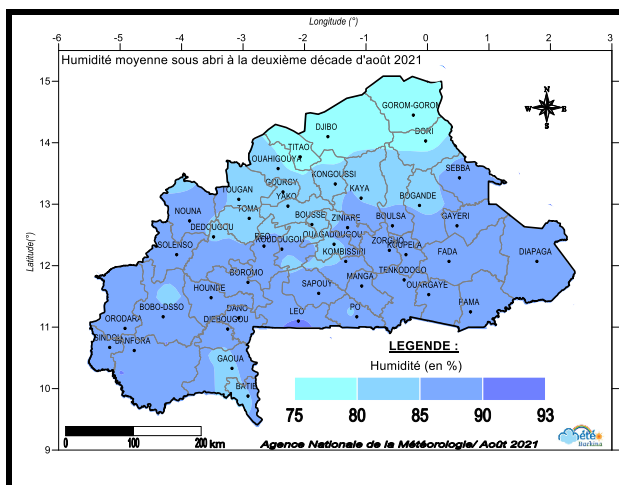 Longitude (°)
-6 -5 -4 -3 -2 -1 0 1 2 3
Humidité moyenne sous abri à la deuxième décade d'août 2021
15
GOROM-GOROM
N
W E
S
DJIBO
14
DORI
TITAO
OUAHIGOUYA
KONGOUSSI
SEBBA
GOURCY
KAYA
13
YAKO
BOGANDE
NOUNA
TOMA
BOUSSE
ZINIARE
BOULSA
GAYERI
OUAGADOUGOU
KOUDOUGOU
ZORGHO
KOUPELA
SOLENSO
KOMBISSIRI
FADA
DIAPAGA
12
Latitude(°)
BOROMO
MANGA
TENKODOGO
HOUNDE
SAPOUY
OUARGAYE
BOBO-DSSO
DANO
LEO
PO
PAMA
11
ORODARA
DIEBOUGOU
SINDOU
BANFORA
LEGENDE :
GAOUA
Humidité (en %)
10
BATIE
75 80 85 90 93
0 100 200 km
Agence Nationale de la Météorologie/ Août 2021
météo
Burkina
9